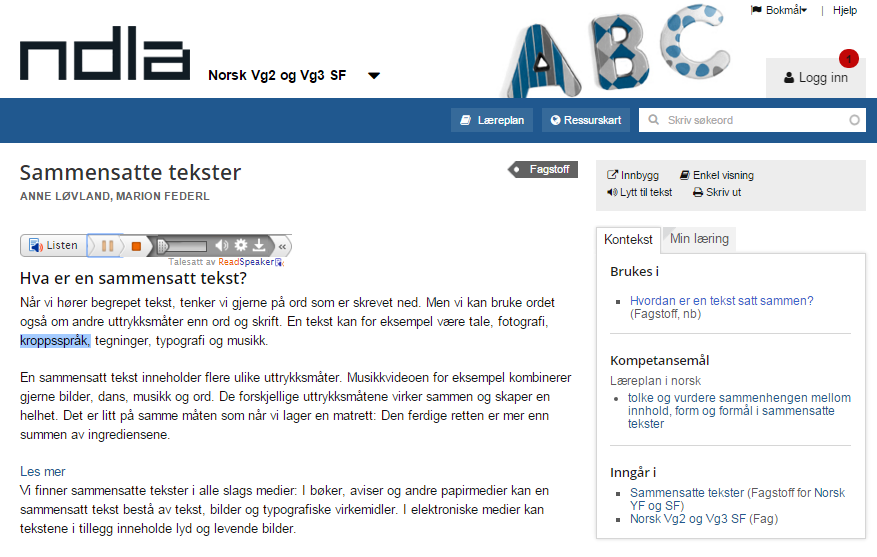 Bokmål | Hjelp
ndla
Norsk Vg2 og Vg3 SF
ABC
1
Logg inn
Læreplan
Ressurskart
Skriv søkeord
Sammensatte tekster
Fagstoff
ANNE LØVLAND, MARION FEDERL
Innbygg
Enkel visning
Lytt til tekst
Skriv ut
Listen
«
Talesatt av ReadSpeaker
Hva er en sammensatt tekst?
Når vi hører begrepet tekst, tenker vi gjerne på ord som er skrevet ned. Men vi kan bruke ordet
også om andre uttrykksmåter enn ord og skrift. En tekst kan for eksempel være tale, fotografi,
kroppsspråk, tegninger, typografi og musikk.
En sammensatt tekst inneholder flere ulike uttrykksmåter. Musikkvideoen for eksempel kombinerer
gjerne bilder, dans, musikk og ord. De forskjellige uttrykksmåtene virker sammen og skaper en
helhet. Det er litt på samme måten som når vi lager en matrett: Den ferdige retten er mer enn
summen av ingrediensene.
Les mer
Vi finner sammensatte tekster i alle slags medier: I bøker, aviser og andre papirmedier kan en
sammensatt tekst bestå av tekst, bilder og typografiske virkemidler. I elektroniske medier kan
tekstene i tillegg inneholde lyd og levende bilder.
Kontekst
Min læring
Brukes i
Hvordan er en tekst satt sammen?
(Fagstoff, nb)
Kompetansemål
Læreplan i norsk
tolke og vurdere sammenhengen mellom
innhold, form og formål i sammensatte
tekster
Inngår i
Sammensatte tekster (Fagstoff for Norsk
YF og SF)
Norsk Vg2 og Vg3 SF (Fag)